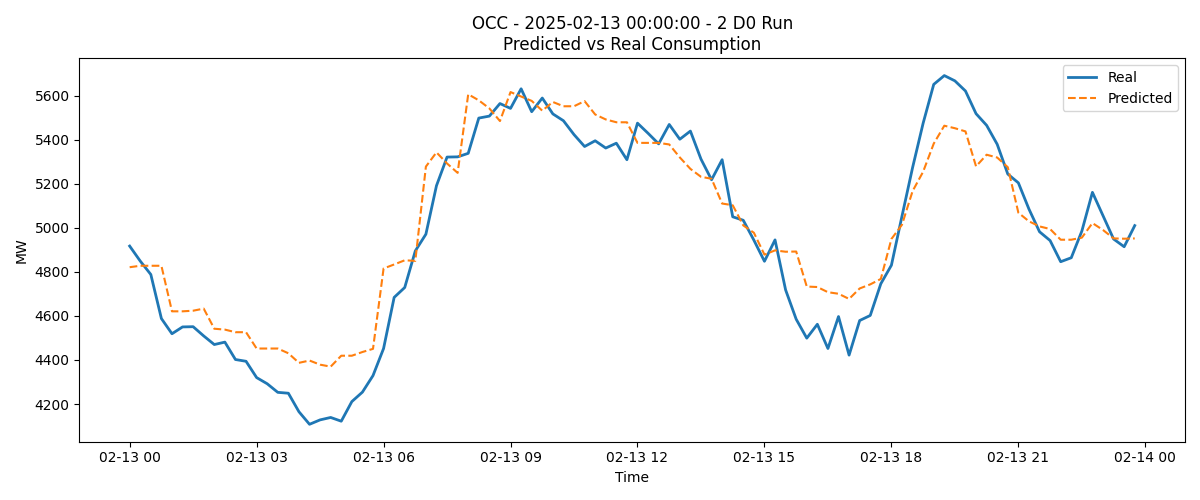 OCC - 2025-02-13 00:00:00 - 2 D0 Run
Predicted vs Real Consumption
Real
Predicted
MW
5600
5400
5200
5000
4800
4600
4400
4200
02-13 00
02-13 03
02-13 06
02-13 09
02-13 12
02-13 15
02-13 18
02-13 21
02-14 00
Time